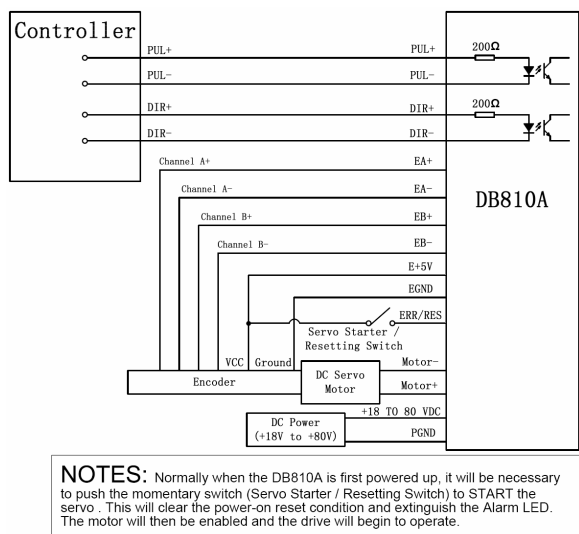 Controller
PUL+ PUL+ 200Ω
PUL- PUL-
DIR+ DIR+ 200Ω
DIR- DIR-
Channel A+ EA+
Channel A- EA-
DB810A
Channel B+ EB+
Channel B- EB-
E+5V
EGND
ERR/RES
Servo Starter /
Resetting Switch
VCC Ground
Encoder
DC Servo
Motor
Motor-
Motor+
DC Power
(+18V to +80V)
+18 TO 80 VDC
PGND
NOTES: Normally when the DB810A is first powered up, it will be necessary
to push the momentary switch (Servo Starter / Resetting Switch) to START the
servo . This will clear the power-on reset condition and extinguish the Alarm LED.
The motor will then be enabled and the drive will begin to operate.